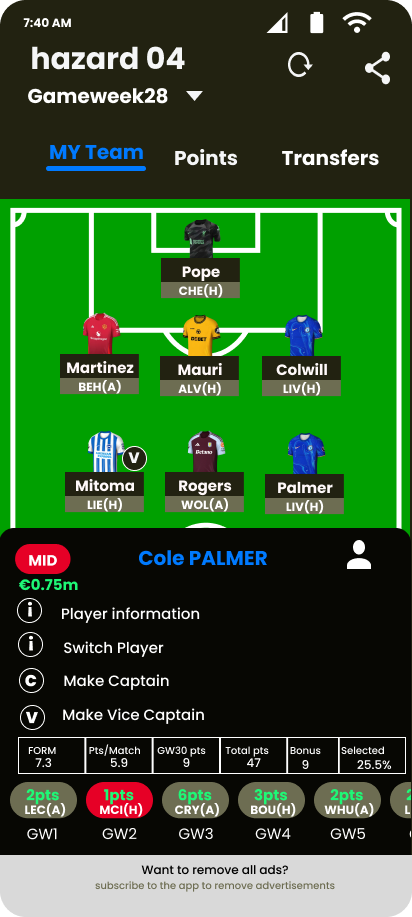 7:40 AM
hazard 04
Gameweek28
MY Team Points Transfers
Pope
CHE(H)
Martinez Mauri Colwill
BEH(A) ALV(H) LIV(H)
V
Mitoma Rogers Palmer
LIE(H) WOL(A) LIV(H)
MID Cole PALMER
€0.75m
i Player information
i Switch Player
C Make Captain
V Make Vice Captain
FORM Pts/Match GW30 pts Total pts Bonus Selected
7.3 5.9 9 47 9 25.5%
2pts 1pts 6pts 3pts 2pts 2
LEC(A) MCI(H) CRY(A) BOU(H) WHU(A) L
GW1 GW2 GW3 GW4 GW5
Want to remove all ads?
subscribe to the app to remove advertisements